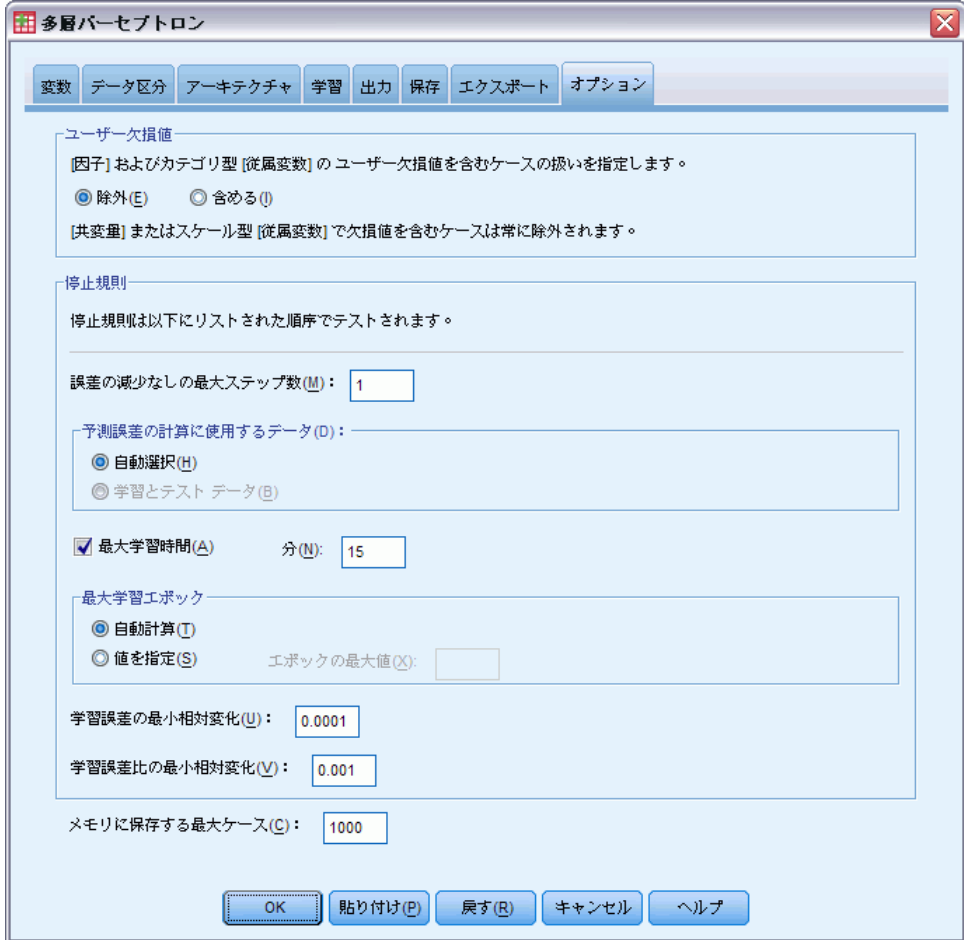 多層パーセプトロン
変数 データ区分 アーキテクチャ 学習 出力 保存 エクスポート オプション
ユーザー欠損値
[因子] およびカテゴリ型 [従属変数] の ユーザー欠損値を含むケースの扱いを指定します。
除外(E) 含める(I)
[共変量] またはスケール型 [従属変数] で欠損値を含むケースは常に除外されます。
停止規則
停止規則は以下にリストされた順序でテストされます。
誤差の減少なしの最大ステップ数(M): 1
予測誤差の計算に使用するデータ(D):
自動選択(H)
学習とテスト データ(B)
最大学習時間(A) 分(N): 15
最大学習エポック
自動計算(T)
値を指定(S) エポックの最大値(X):
学習誤差の最小相対変化(U): 0.0001
学習誤差比の最小相対変化(V): 0.001
メモリに保存する最大ケース(C): 1000
OK 貼り付け(P) 戻す(R) キャンセル ヘルプ